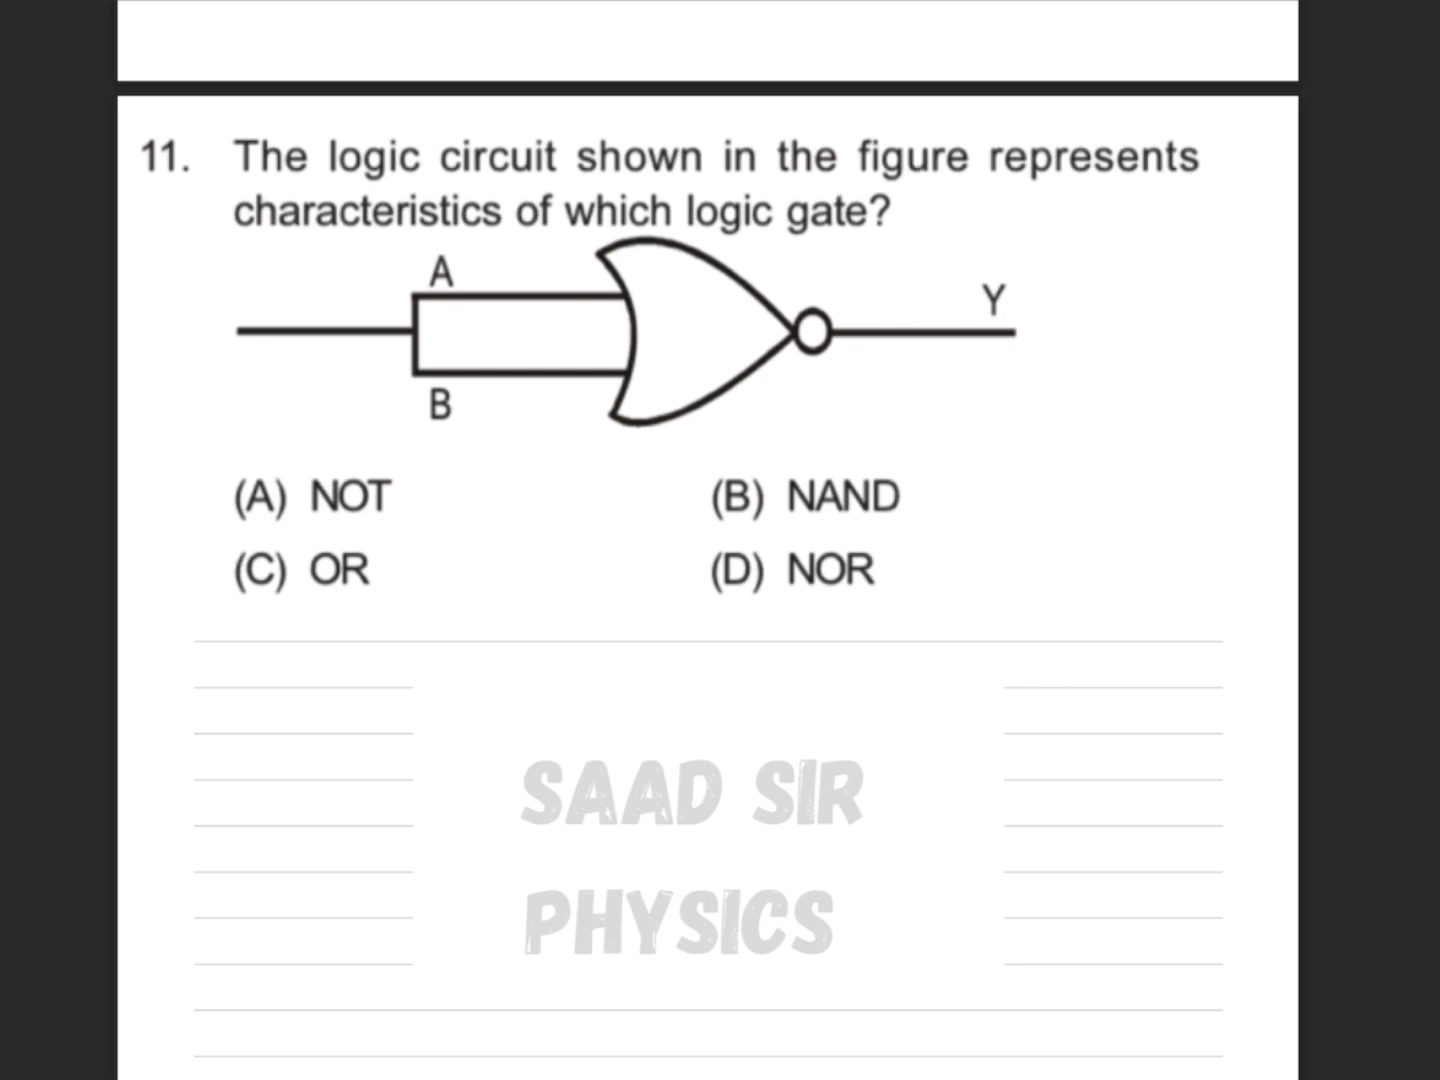 11. The logic circuit shown in the figure represents
characteristics of which logic gate?
A
Y
B
(A) NOT (B) NAND
(C) OR (D) NOR
SAAD SIR
PHYSICS